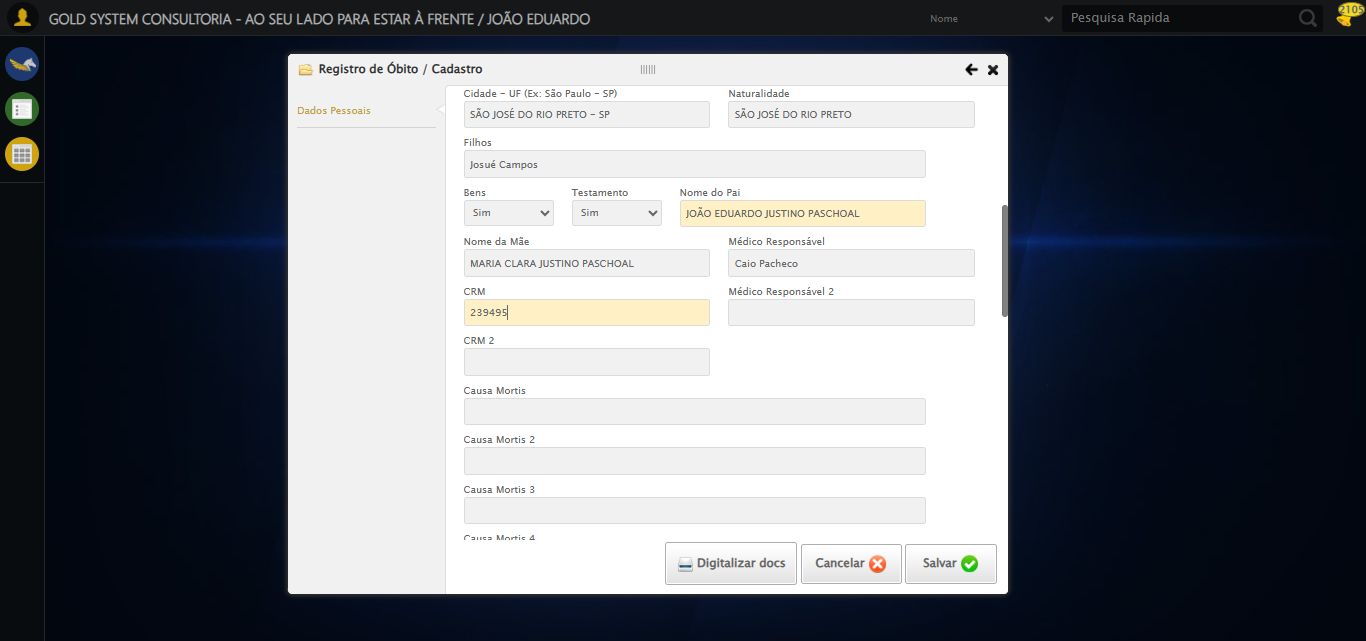 GOLD SYSTEM CONSULTORIA - AO SEU LADO PARA ESTAR À FRENTE / JOÃO EDUARDO
Nome
Pesquisa Rapida
2105
Registro de Óbito / Cadastro
Dados Pessoais
Cidade - UF (Ex: São Paulo - SP)
Naturalidade
SÃO JOSÉ DO RIO PRETO - SP
SÃO JOSÉ DO RIO PRETO
Filhos
Josué Campos
Bens
Testamento
Nome do Pai
Sim
Sim
JOÃO EDUARDO JUSTINO PASCHOAL
Nome da Mãe
Médico Responsável
MARIA CLARA JUSTINO PASCHOAL
Caio Pacheco
CRM
Médico Responsável 2
239495
CRM 2
Causa Mortis
Causa Mortis 2
Causa Mortis 3
Causa Mortis 4
Digitalizar docs
Cancelar
Salvar